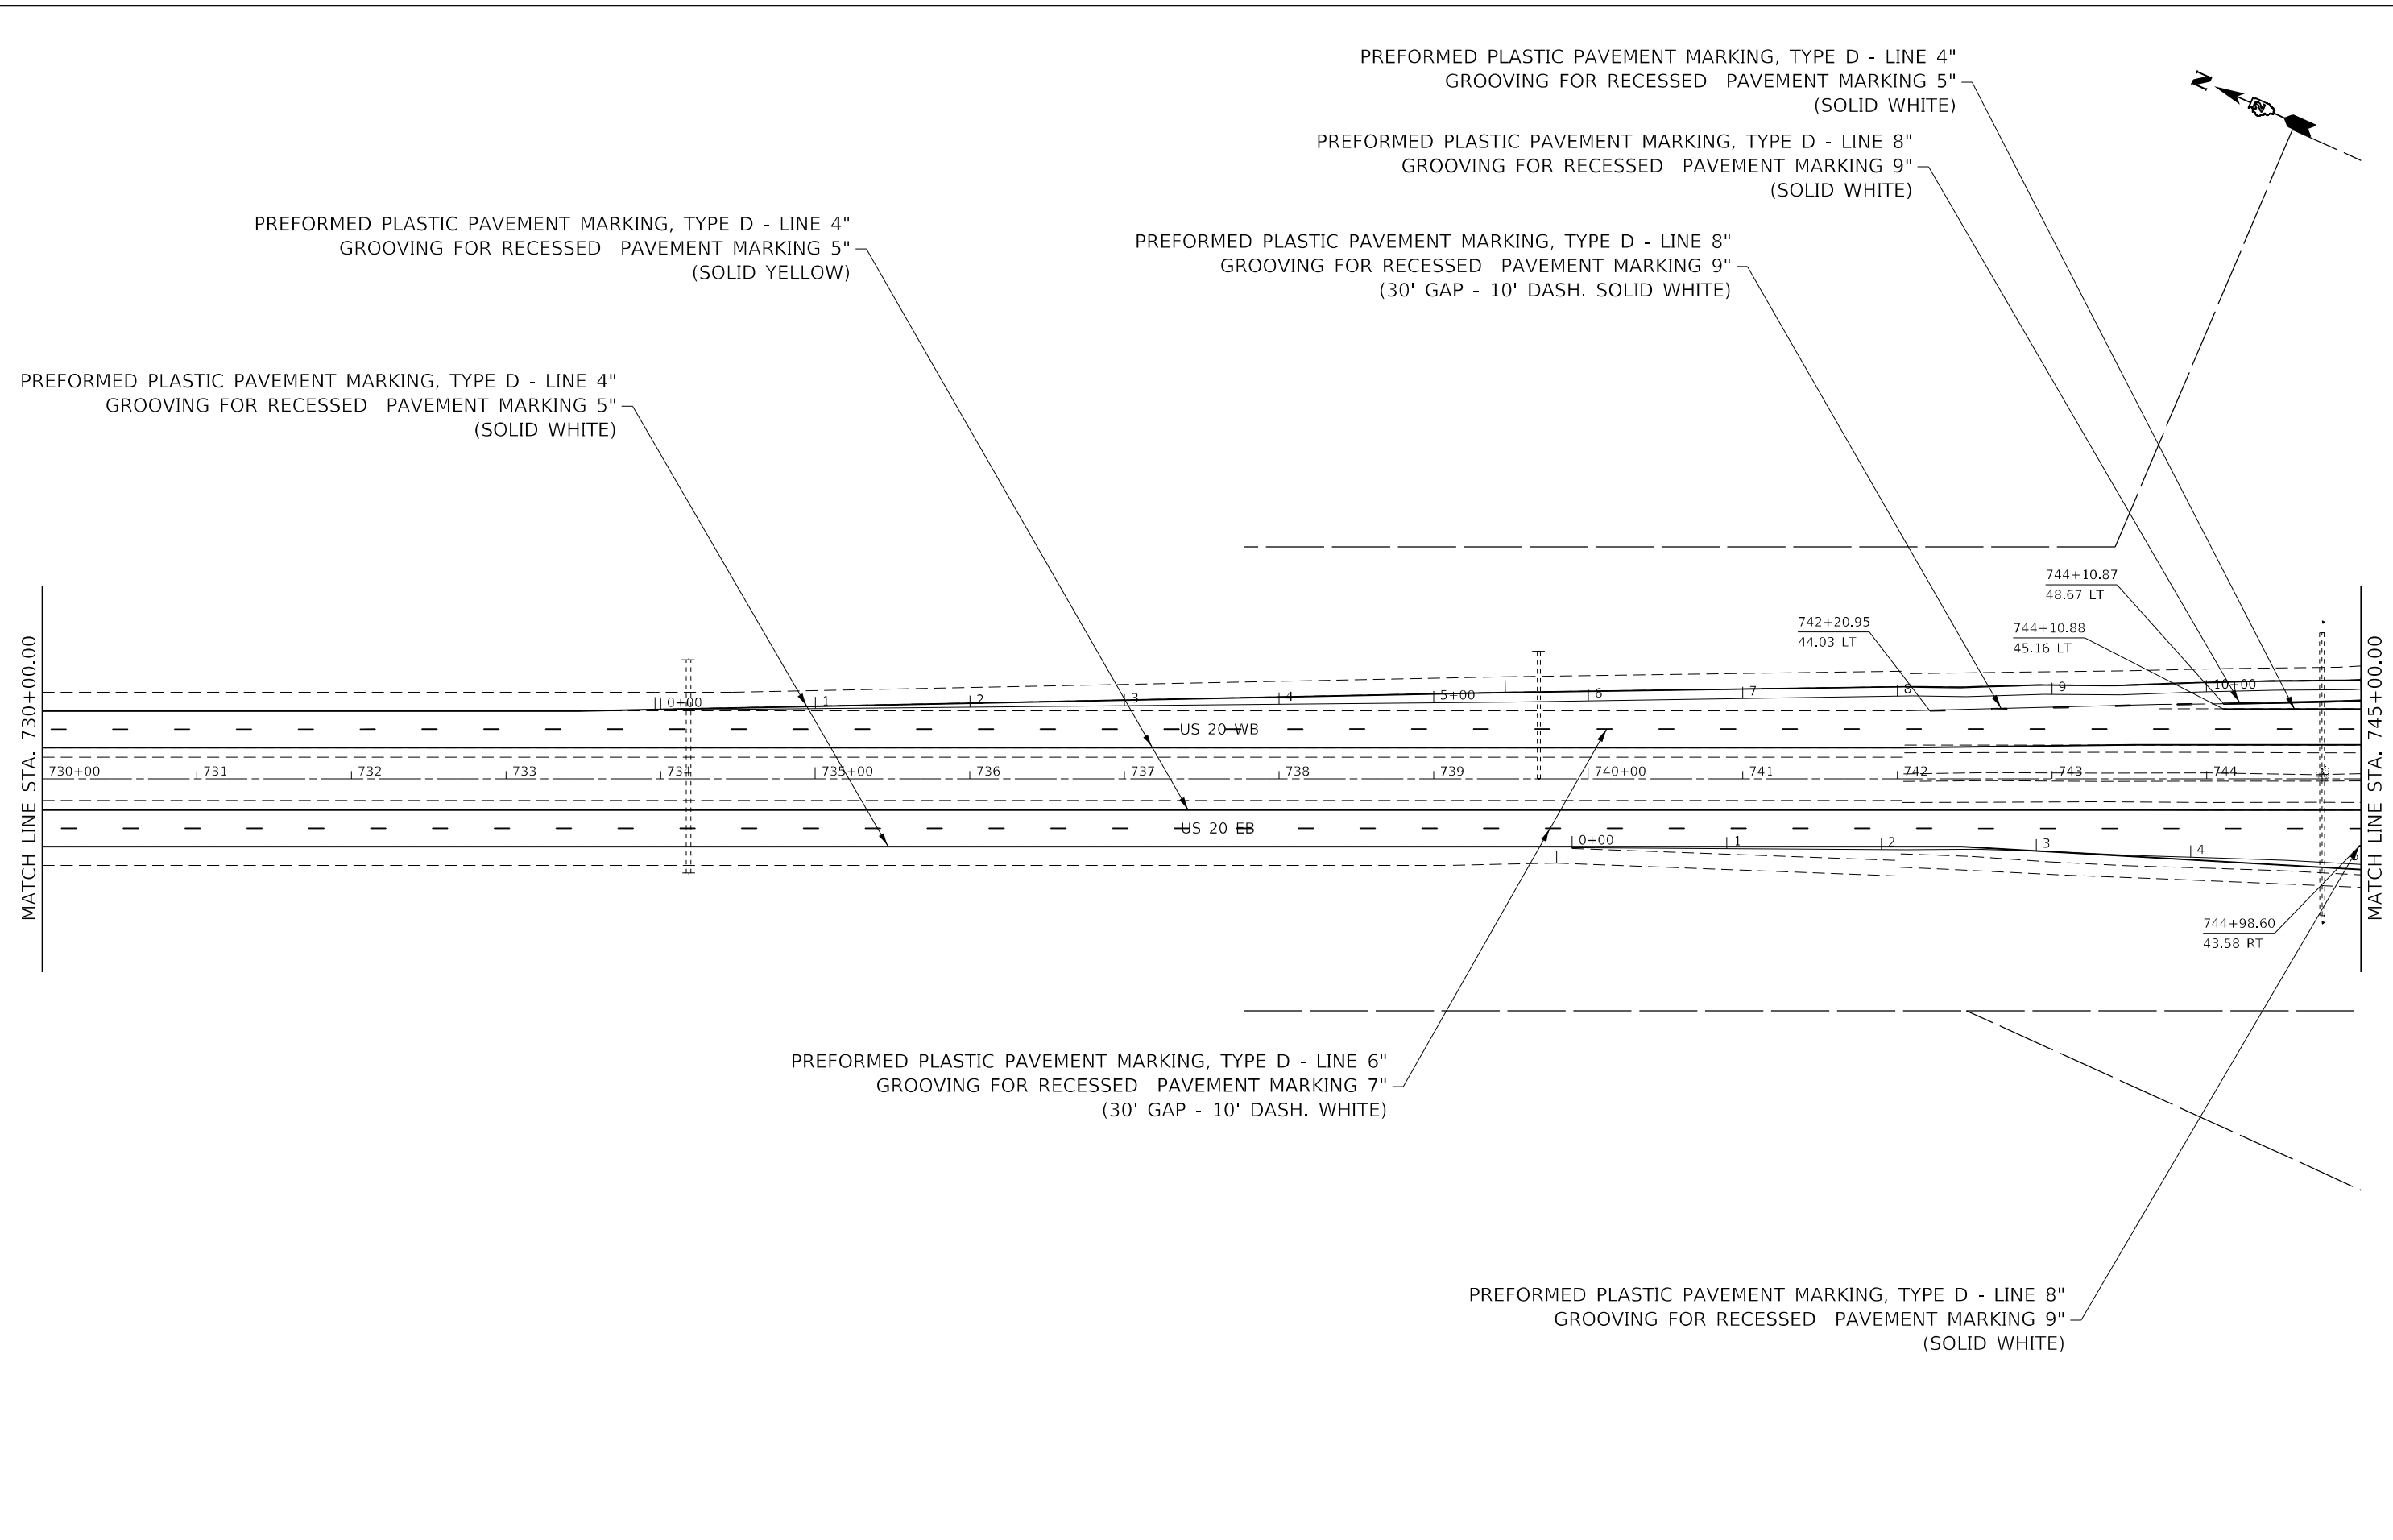 PREFORMED PLASTIC PAVEMENT MARKING, TYPE D - LINE 4"
GROOVING FOR RECESSED PAVEMENT MARKING 5"
(SOLID WHITE)
PREFORMED PLASTIC PAVEMENT MARKING, TYPE D - LINE 8"
GROOVING FOR RECESSED PAVEMENT MARKING 9"
(SOLID WHITE)
N
2
PREFORMED PLASTIC PAVEMENT MARKING, TYPE D - LINE 4"
GROOVING FOR RECESSED PAVEMENT MARKING 5"
(SOLID YELLOW)
PREFORMED PLASTIC PAVEMENT MARKING, TYPE D - LINE 8"
GROOVING FOR RECESSED PAVEMENT MARKING 9"
(30' GAP - 10' DASH. SOLID WHITE)
PREFORMED PLASTIC PAVEMENT MARKING, TYPE D - LINE 4"
GROOVING FOR RECESSED PAVEMENT MARKING 5"
(SOLID WHITE)
744+10.87
48.67 LT
742+20.95
44.03 LT
744+10.88
45.16 LT
MATCH LINE STA. 730+00.00
MATCH LINE STA. 745+00.00
0+00 1 2 3 4 5+00 6 7 8 9 10+00
US 20 WB
730+00 731 732 733 734 735+00 736 737 738 739 740+00 741 742 743 744
US 20 EB
0+00 1 2 3 4 5
744+98.60
43.58 RT
PREFORMED PLASTIC PAVEMENT MARKING, TYPE D - LINE 6"
GROOVING FOR RECESSED PAVEMENT MARKING 7"
(30' GAP - 10' DASH. WHITE)
PREFORMED PLASTIC PAVEMENT MARKING, TYPE D - LINE 8"
GROOVING FOR RECESSED PAVEMENT MARKING 9"
(SOLID WHITE)